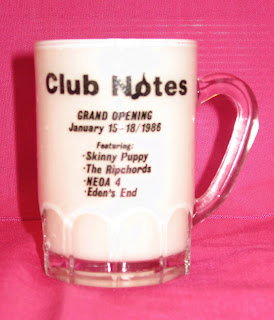 Club Notes
GRAND OPENING
January 15-18/1986
Featuring:
·Skinny Puppy
·The Ripchords
·NEOA 4
·Eden's End